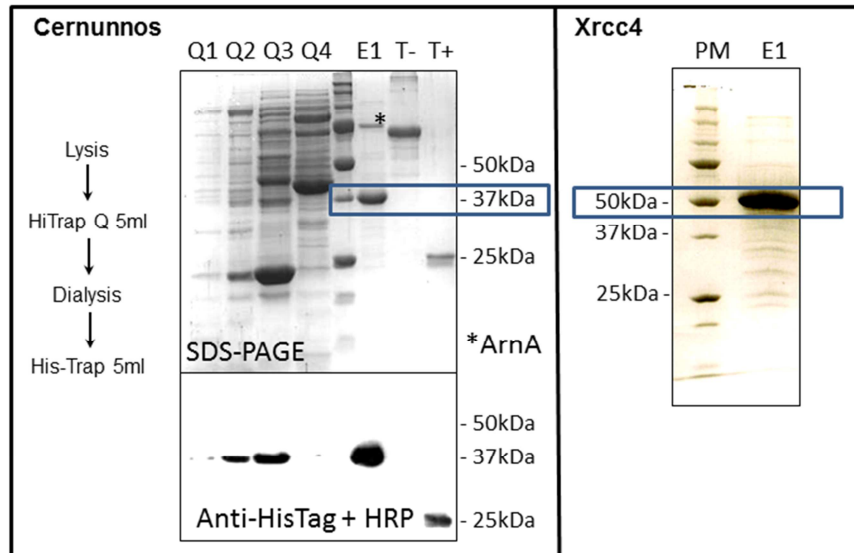 Cernunnos
Q1 Q2 Q3 Q4 E1 T- T+
*
Lysis
HiTrap Q 5ml
Dialysis
His-Trap 5ml
- 50kDa
- 37kDa
- 25kDa
*ArnA
SDS-PAGE
- 50kDa
- 37kDa
Anti-HisTag + HRP
- 25kDa
Xrcc4
PM E1
50kDa -
37kDa -
25kDa -